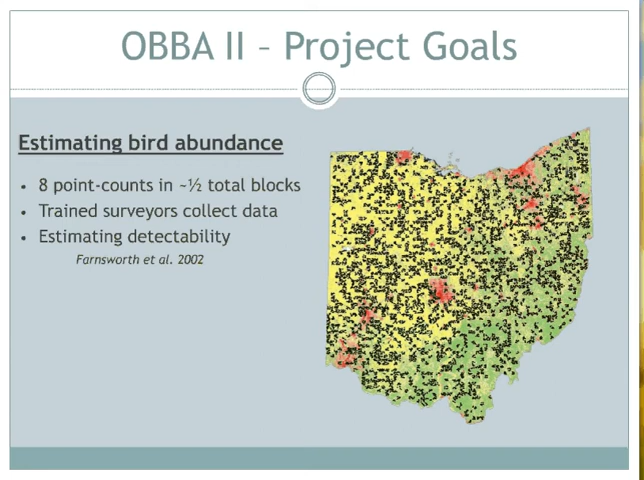 OBBA II – Project Goals
Estimating bird abundance
• 8 point-counts in ~½ total blocks
• Trained surveyors collect data
• Estimating detectability
Farnsworth et al. 2002